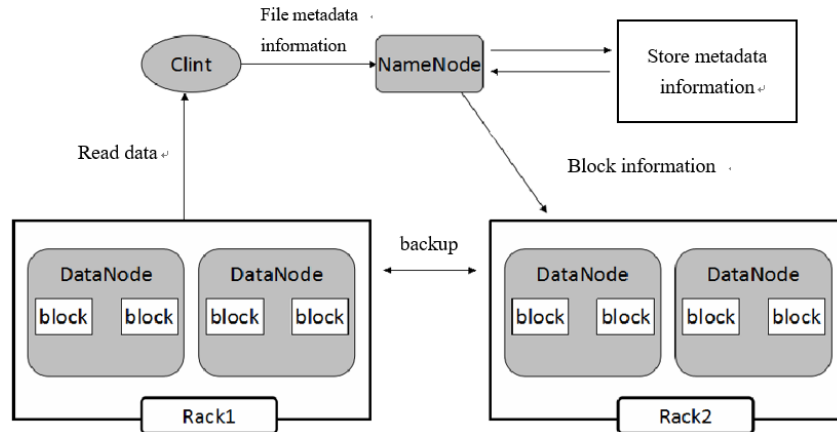 File metadata
information
Clint
NameNode
Store metadata
information
Read data
Block information
backup
DataNode
DataNode
block
block
block
block
Rack1
DataNode
DataNode
block
block
block
block
Rack2